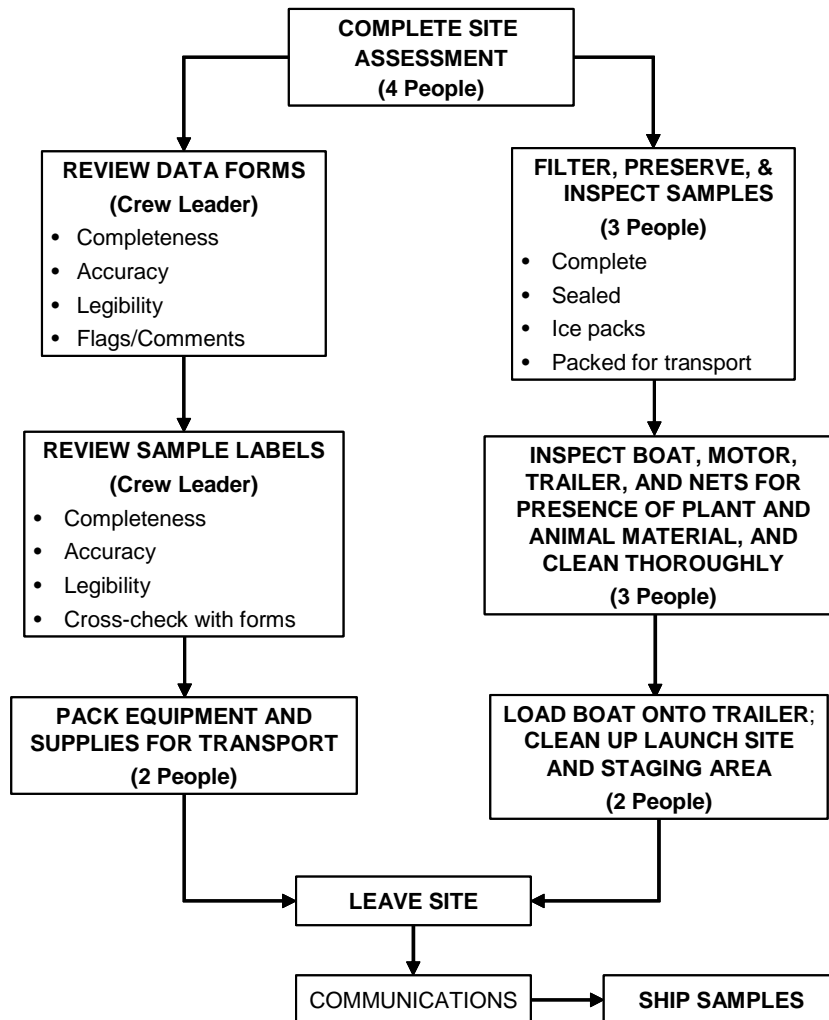 COMPLETE SITE
ASSESSMENT
(4 People)
REVIEW DATA FORMS
(Crew Leader)
• Completeness
• Accuracy
• Legibility
• Flags/Comments
FILTER, PRESERVE, &
INSPECT SAMPLES
(3 People)
• Complete
• Sealed
• Ice packs
• Packed for transport
REVIEW SAMPLE LABELS
(Crew Leader)
• Completeness
• Accuracy
• Legibility
• Cross-check with forms
INSPECT BOAT, MOTOR,
TRAILER, AND NETS FOR
PRESENCE OF PLANT AND
ANIMAL MATERIAL, AND
CLEAN THOROUGHLY
(3 People)
PACK EQUIPMENT AND
SUPPLIES FOR TRANSPORT
(2 People)
LOAD BOAT ONTO TRAILER;
CLEAN UP LAUNCH SITE
AND STAGING AREA
(2 People)
LEAVE SITE
COMMUNICATIONS
SHIP SAMPLES